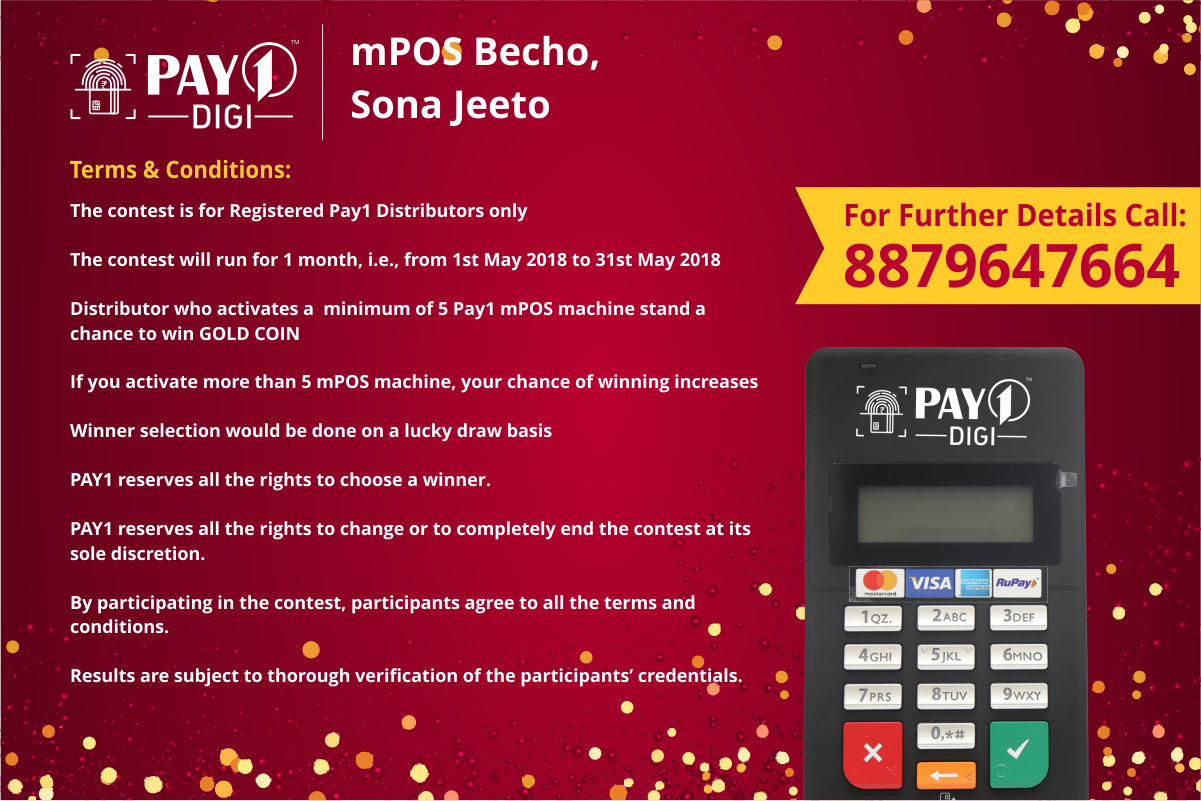 PAY1
DIGI
TM
mPOS Becho,
Sona Jeeto
Terms & Conditions:
The contest is for Registered Pay1 Distributors only
The contest will run for 1 month, i.e., from 1st May 2018 to 31st May 2018
Distributor who activates a  minimum of 5 Pay1 mPOS machine stand a
chance to win GOLD COIN
If you activate more than 5 mPOS machine, your chance of winning increases
Winner selection would be done on a lucky draw basis
PAY1 reserves all the rights to choose a winner.
PAY1 reserves all the rights to change or to completely end the contest at its
sole discretion.
By participating in the contest, participants agree to all the terms and
conditions.
Results are subject to thorough verification of the participants’ credentials.
For Further Details Call:
8879647664
PAY1
DIGI
TM
mastercard VISA AMERICAN EXPRESS RuPay
1QZ. 2ABC 3DEF
4GHI 5JKL 6MNO
7PRS 8TUV 9WXY
0,*#